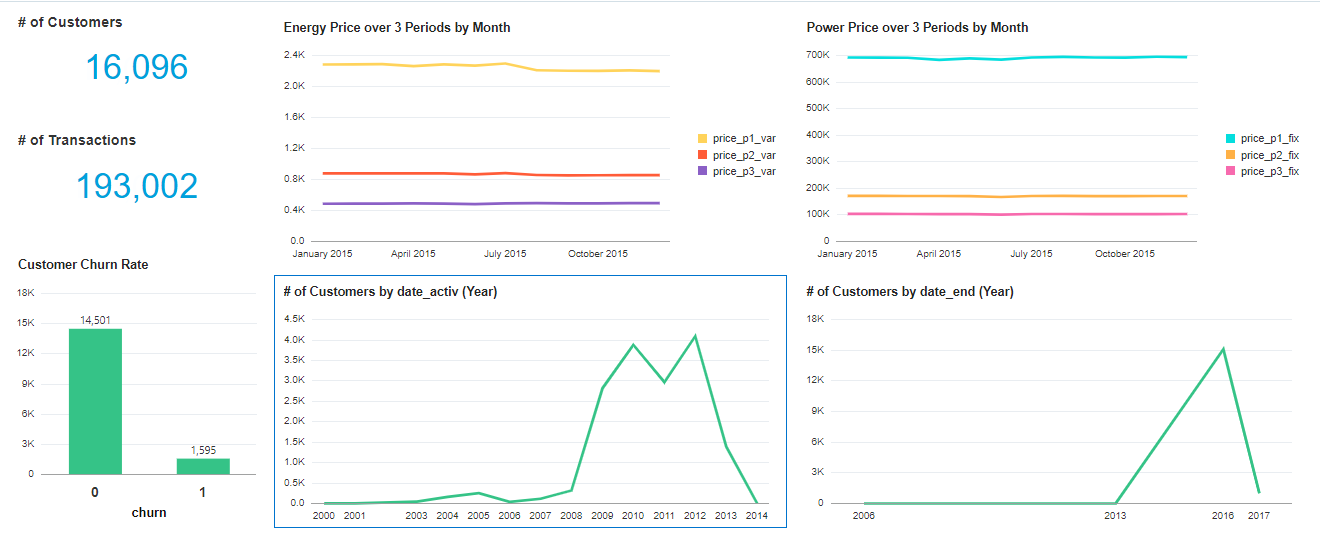 # of Customers
16,096
# of Transactions
193,002
Customer Churn Rate
18K
15K
12K
9K
6K
3K
0
14,501
1,595
0 1
churn
Energy Price over 3 Periods by Month
2.4K
2.0K
1.6K
1.2K
0.8K
0.4K
0.0
January 2015 April 2015 July 2015 October 2015
price_p1_var
price_p2_var
price_p3_var
Power Price over 3 Periods by Month
700K
600K
500K
400K
300K
200K
100K
0
January 2015 April 2015 July 2015 October 2015
price_p1_fix
price_p2_fix
price_p3_fix
# of Customers by date_activ (Year)
4.5K
4.0K
3.5K
3.0K
2.5K
2.0K
1.5K
1.0K
0.5K
0.0
2000 2001 2003 2004 2005 2006 2007 2008 2009 2010 2011 2012 2013 2014
# of Customers by date_end (Year)
18K
15K
12K
9K
6K
3K
0
2006 2013 2016 2017